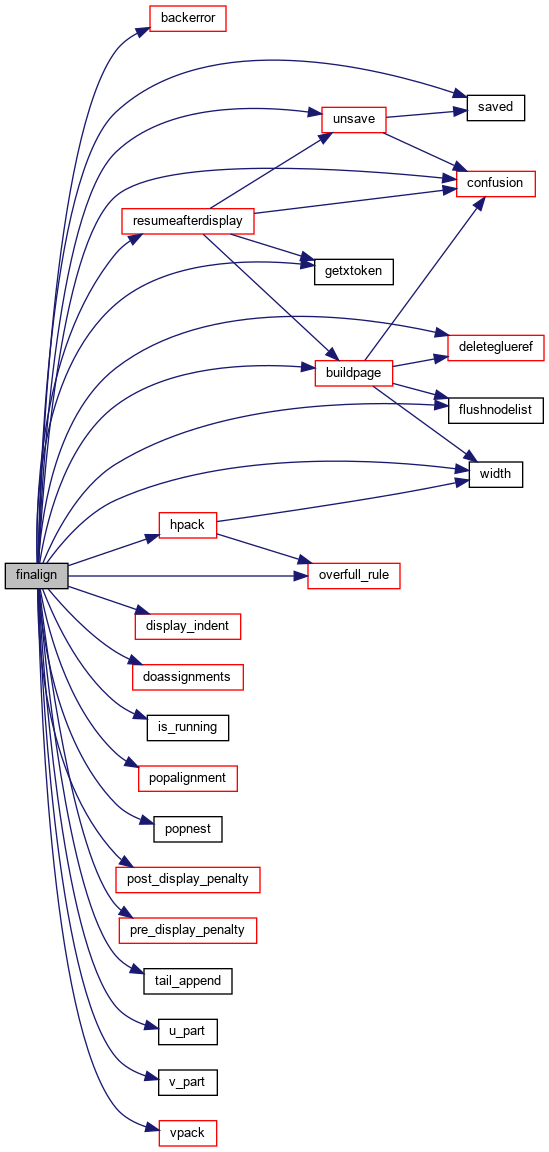 backerror
saved
unsave
confusion
resumeafterdisplay
getxtoken
deleteglueref
buildpage
flushnodelist
width
hpack
finalign
overfull_rule
display_indent
doassignments
is_running
popalignment
popnest
post_display_penalty
pre_display_penalty
tail_append
u_part
v_part
vpack